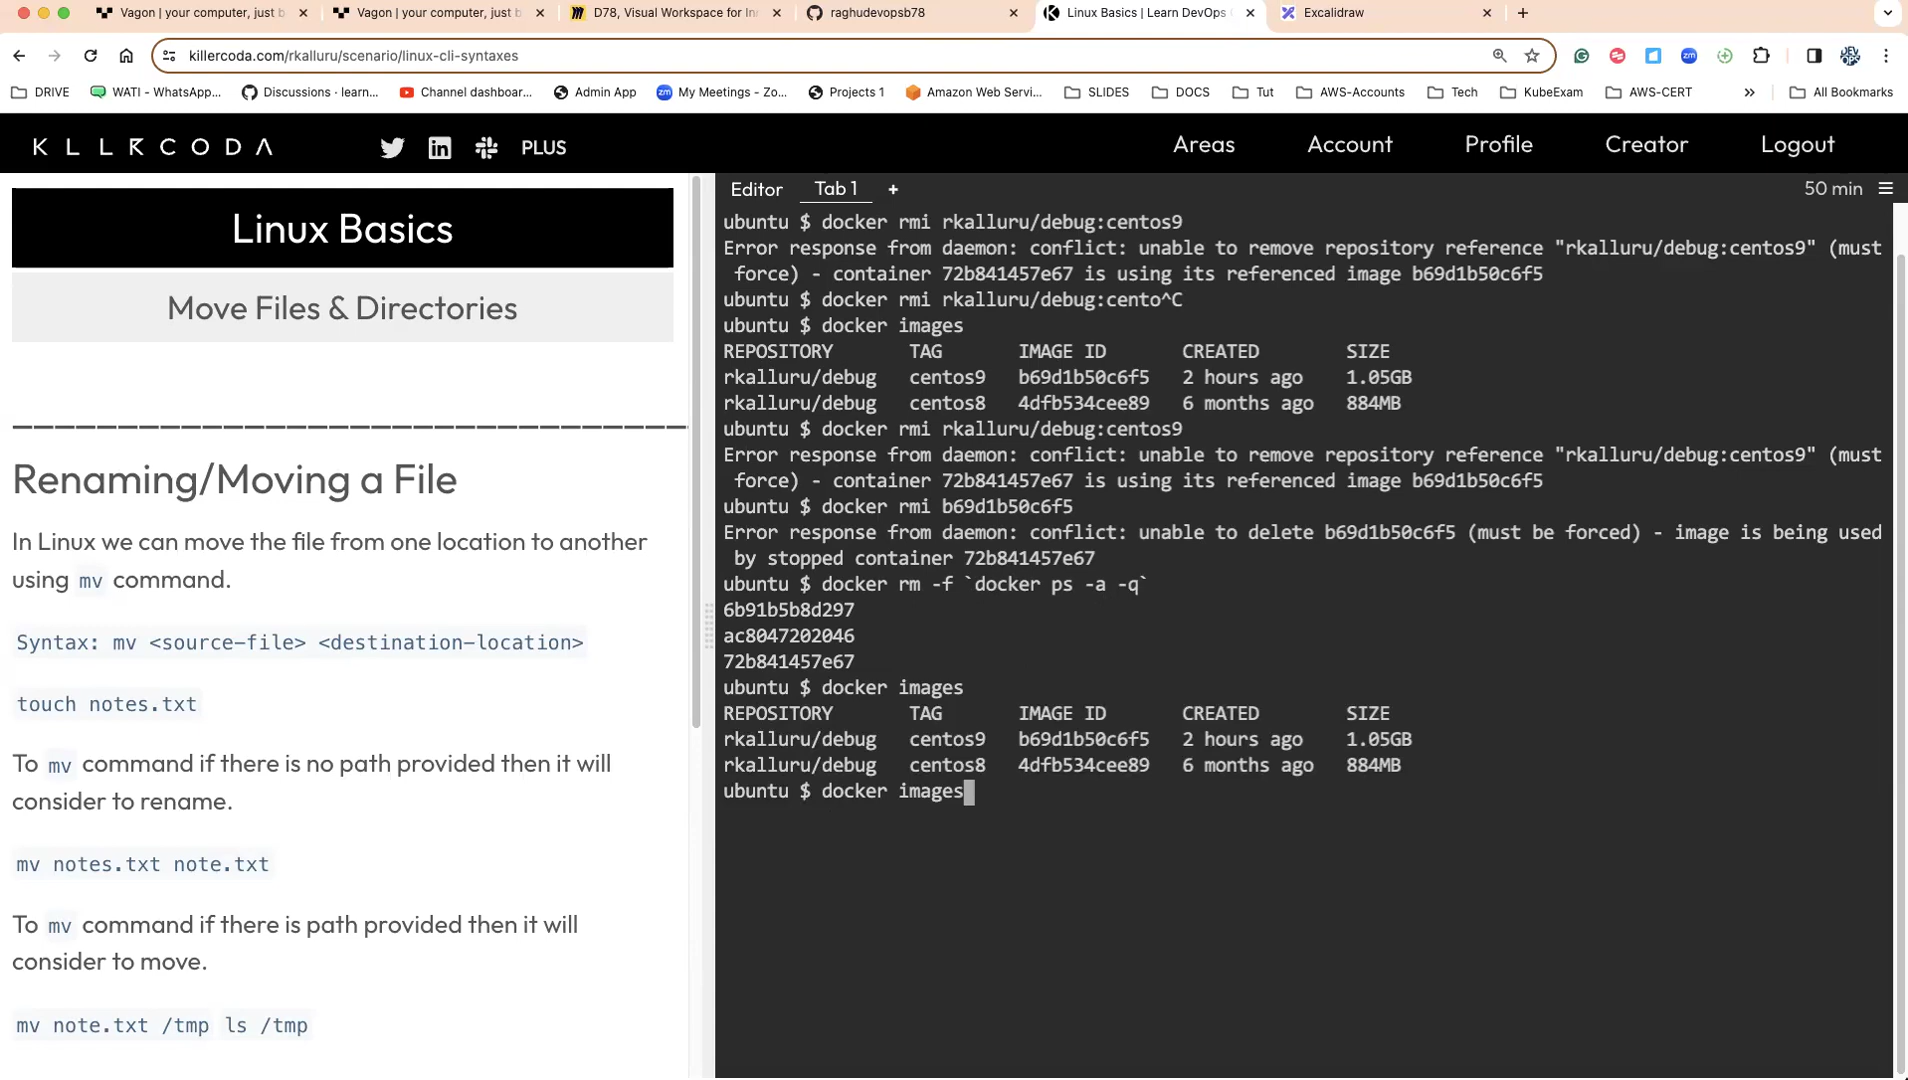 Vagon | your computer, just b
Vagon | your computer, just b
D78, Visual Workspace for Inn
raghudevopsb78
Linux Basics | Learn DevOps
Excalidraw
killercoda.com/rkalluru/scenario/linux-cli-syntaxes
DRIVE
WATI - WhatsApp...
Discussions · learn...
Channel dashboar...
Admin App
My Meetings - Zo...
Projects 1
Amazon Web Servi...
SLIDES
DOCS
Tut
AWS-Accounts
Tech
KubeExam
AWS-CERT
»
All Bookmarks
KLLRCODA
PLUS
Areas
Account
Profile
Creator
Logout
Linux Basics
Move Files & Directories
Renaming/Moving a File
In Linux we can move the file from one location to another
using mv command.
Syntax: mv <source-file> <destination-location>
touch notes.txt
To mv command if there is no path provided then it will
consider to rename.
mv notes.txt note.txt
To mv command if there is path provided then it will
consider to move.
mv note.txt /tmp ls /tmp
Editor Tab 1 +
50 min
ubuntu $ docker rmi rkalluru/debug:centos9
Error response from daemon: conflict: unable to remove repository reference "rkalluru/debug:centos9" (must
force) - container 72b841457e67 is using its referenced image b69d1b50c6f5
ubuntu $ docker rmi rkalluru/debug:cento^C
ubuntu $ docker images
REPOSITORY TAG IMAGE ID CREATED SIZE
rkalluru/debug centos9 b69d1b50c6f5 2 hours ago 1.05GB
rkalluru/debug centos8 4dfb534cee89 6 months ago 884MB
ubuntu $ docker rmi rkalluru/debug:centos9
Error response from daemon: conflict: unable to remove repository reference "rkalluru/debug:centos9" (must
force) - container 72b841457e67 is using its referenced image b69d1b50c6f5
ubuntu $ docker rmi b69d1b50c6f5
Error response from daemon: conflict: unable to delete b69d1b50c6f5 (must be forced) - image is being used
by stopped container 72b841457e67
ubuntu $ docker rm -f `docker ps -a -q`
6b91b5b8d297
ac8047202046
72b841457e67
ubuntu $ docker images
REPOSITORY TAG IMAGE ID CREATED SIZE
rkalluru/debug centos9 b69d1b50c6f5 2 hours ago 1.05GB
rkalluru/debug centos8 4dfb534cee89 6 months ago 884MB
ubuntu $ docker images